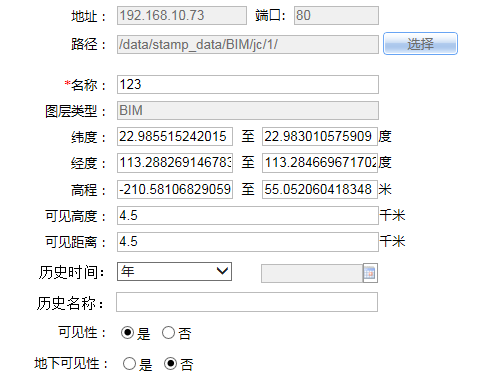 地址： 192.168.10.73 端口: 80
路径： /data/stamp_data/BIM/jc/1/ 选择
*名称： 123
图层类型： BIM
纬度： 22.985515242015 至 22.983010575909 度
经度： 113.288269146783 至 113.284669671702 度
高程： -210.58106829059 至 55.052060418348 米
可见高度： 4.5 千米
可见距离： 4.5 千米
历史时间： 年
历史名称：
可见性： 是 否
地下可见性： 是 否